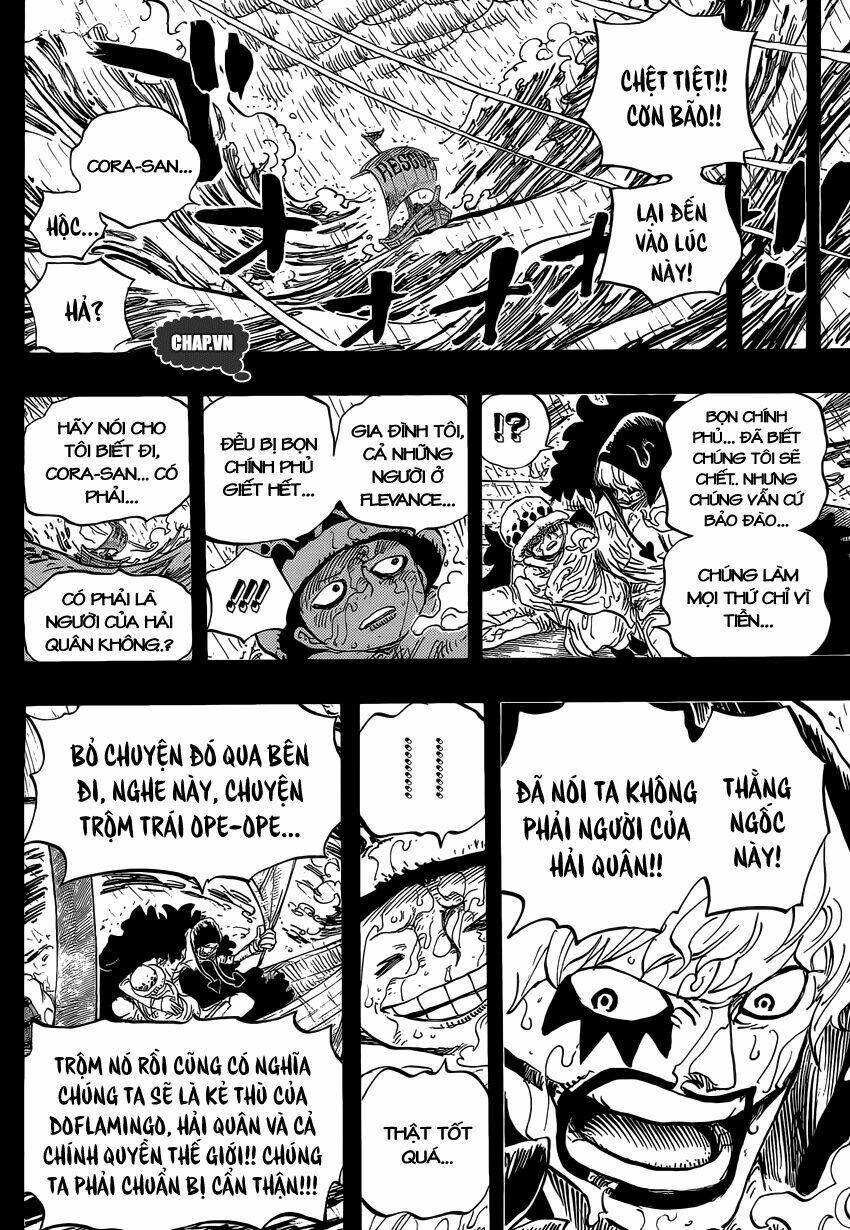 CHỆT TIỆT!!
CƠN BÃO!!
LẠI ĐẾN
VÀO LÚC
NÀY!
RESCU
CORA-SAN...
HỘC...
HẢ?
CHAP.VN
BỌN CHÍNH
PHỦ... ĐÃ BIẾT
CHÚNG TÔI SẼ
CHẾT.. NHƯNG
CHÚNG VẪN CỨ
BẢO ĐÀO...
CHÚNG LÀM
MỌI THỨ CHỈ VÌ
TIỀN...
!?
GIA ĐÌNH TÔI,
CẢ NHỮNG
NGƯỜI Ở
FLEVANCE...
ĐỀU BỊ BỌN
CHÍNH PHỦ
GIẾT HẾT...
!!!
HÃY NÓI CHO
TÔI BIẾT ĐI,
CORA-SAN... CÓ
PHẢI...
CÓ PHẢI LÀ
NGƯỜI CỦA HẢI
QUÂN KHÔNG.?
THẰNG
NGỐC
NÀY!
ĐÃ NÓI TA KHÔNG
PHẢI NGƯỜI CỦA
HẢI QUÂN!!
THẬT TỐT
QUÁ...
BỎ CHUYỆN ĐÓ QUA BÊN
ĐI, NGHE NÀY, CHUYỆN
TRỘM TRÁI OPE-OPE...
TRỘM NÓ RỒI CŨNG CÓ NGHĨA
CHÚNG TA SẼ LÀ KẺ THÙ CỦA
DOFLAMINGO, HẢI QUÂN VÀ CẢ
CHÍNH QUYỀN THẾ GIỚI!! CHÚNG
TA PHẢI CHUẨN BỊ CẨN THẬN!!!